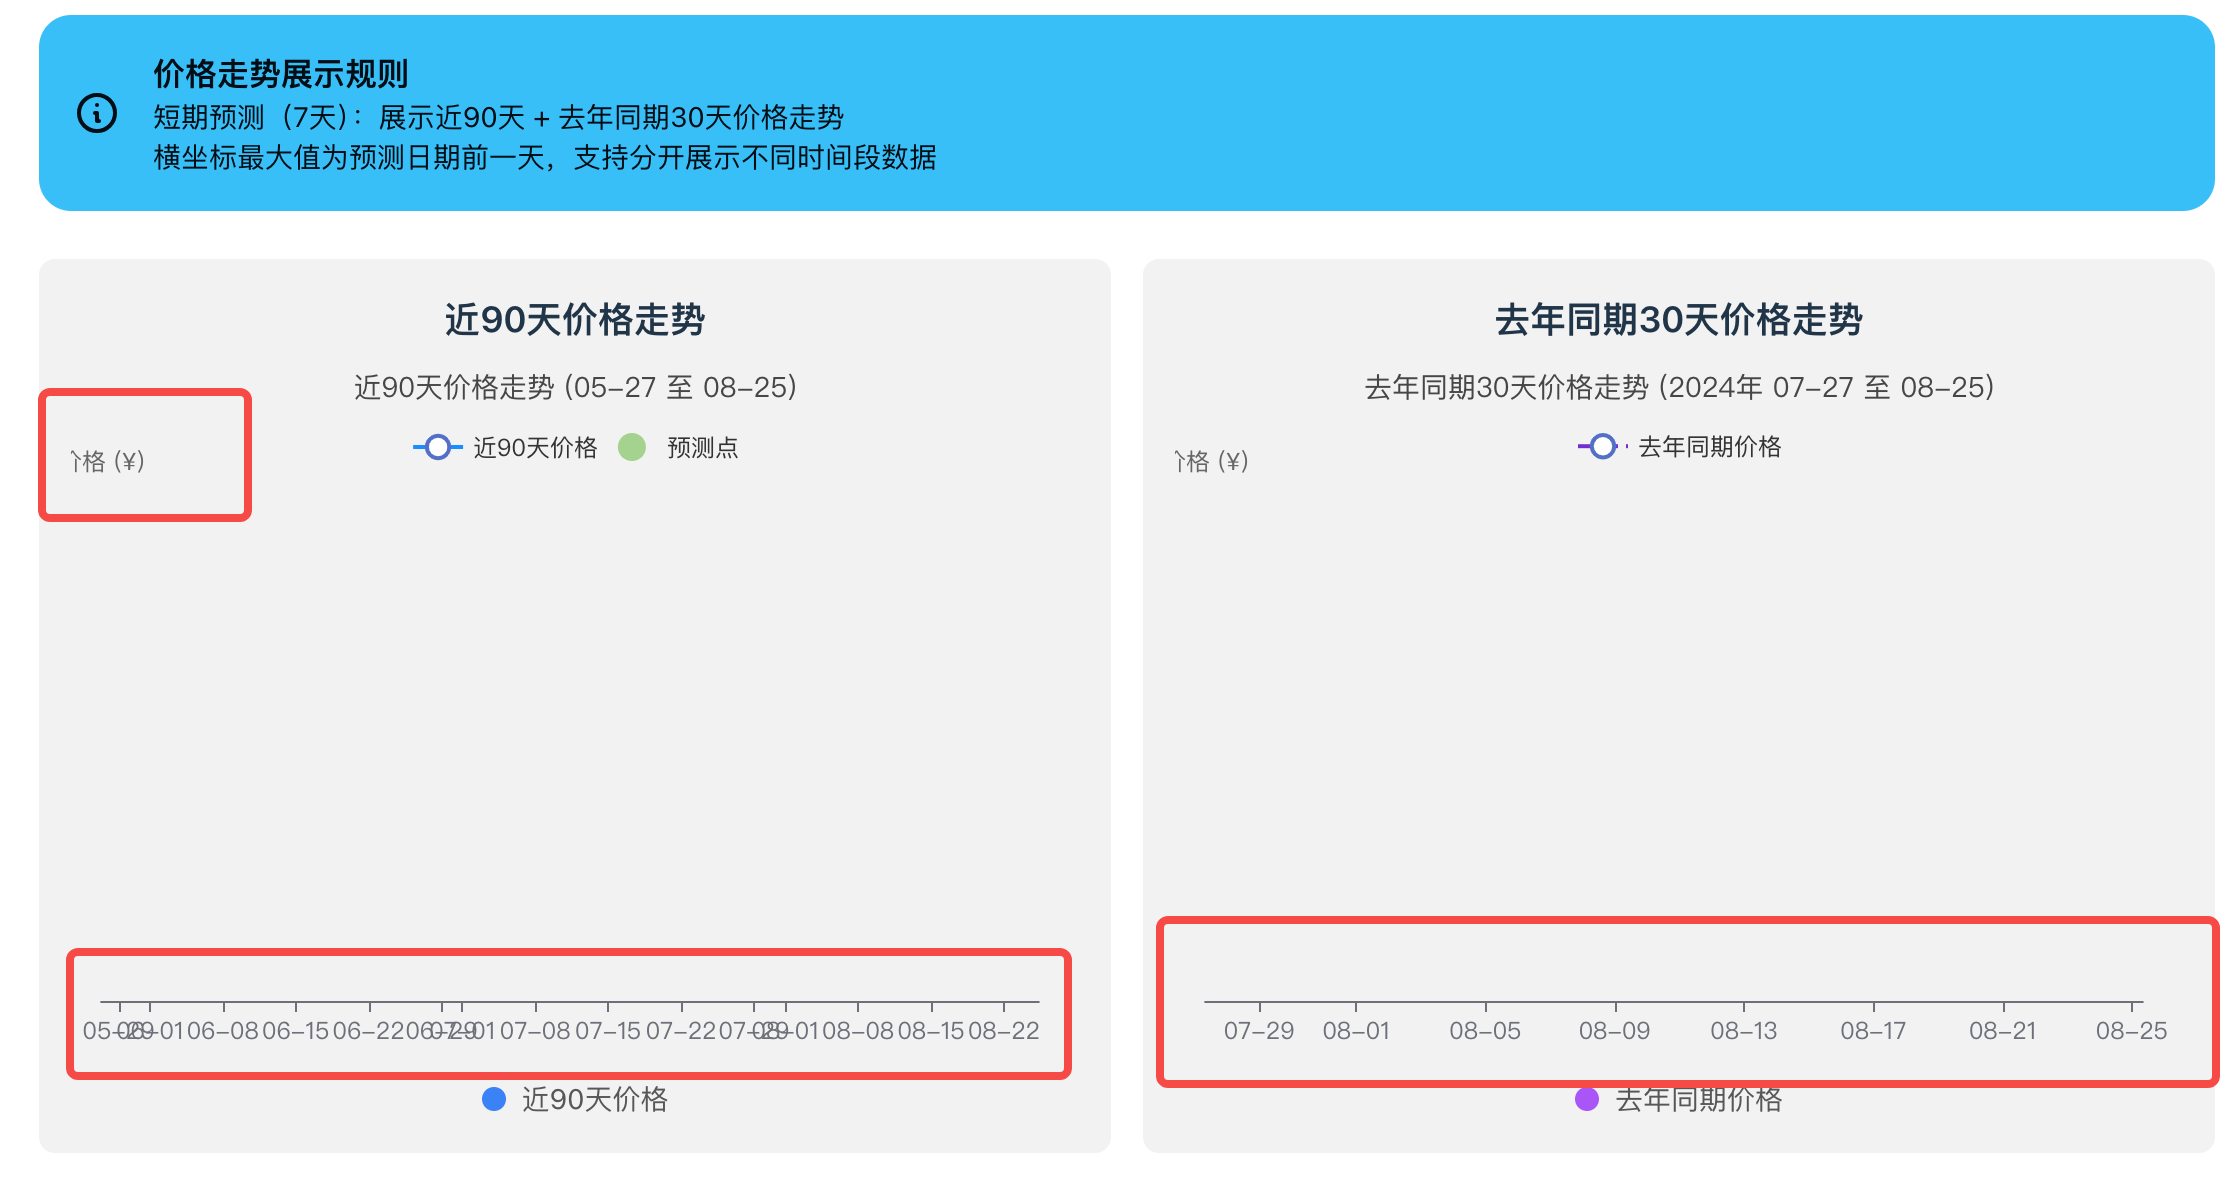 价格走势展示规则
短期预测（7天）：展示近90天 + 去年同期30天价格走势
横坐标最大值为预测日期前一天，支持分开展示不同时间段数据
近90天价格走势
近90天价格走势 (05-27 至 08-25)
近90天价格 预测点
格 (¥)
05-29 06-01 06-08 06-15 06-22 06-29 07-01 07-08 07-15 07-22 07-29 08-01 08-08 08-15 08-22
近90天价格
去年同期30天价格走势
去年同期30天价格走势 (2024年 07-27 至 08-25)
去年同期价格
格 (¥)
07-29 08-01 08-05 08-09 08-13 08-17 08-21 08-25
去年同期价格